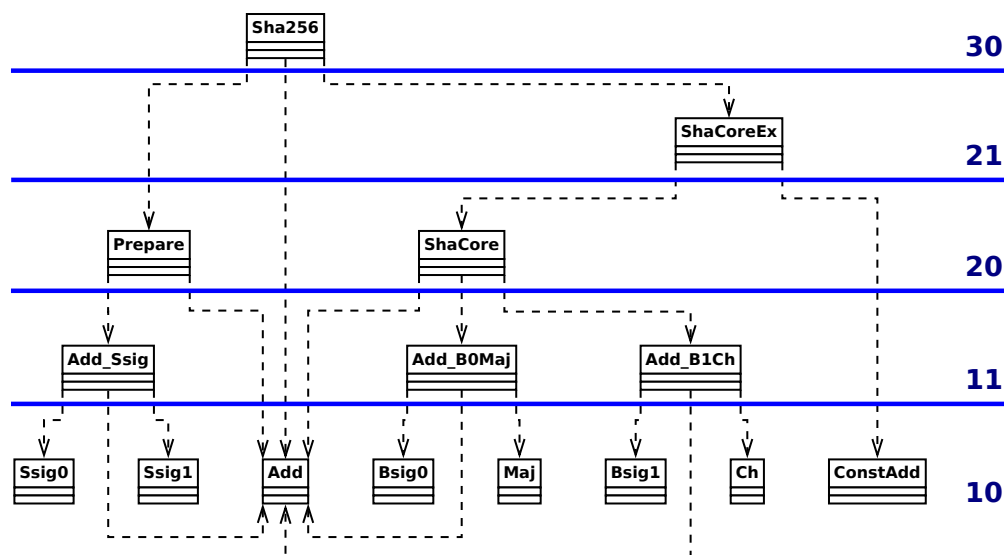 Sha256
30
ShaCoreEx
21
Prepare
ShaCore
20
Add_Ssig
Add_B0Maj
Add_B1Ch
11
Ssig0
Ssig1
Add
Bsig0
Maj
Bsig1
Ch
ConstAdd
10